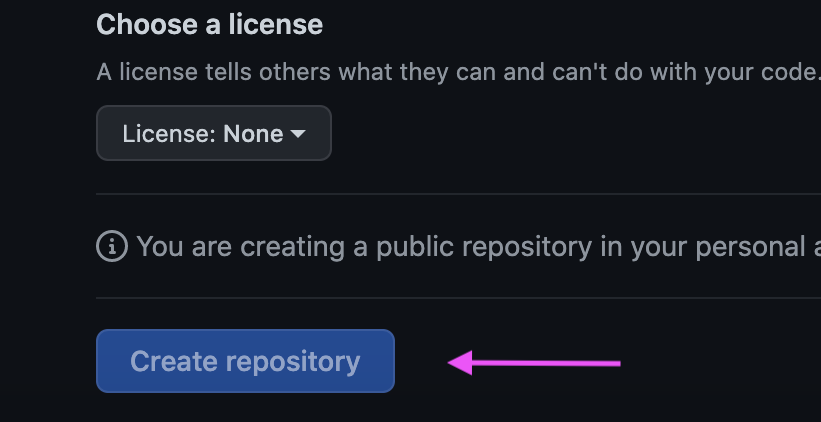 Choose a license
A license tells others what they can and can't do with your code.
License: None
You are creating a public repository in your personal
Create repository